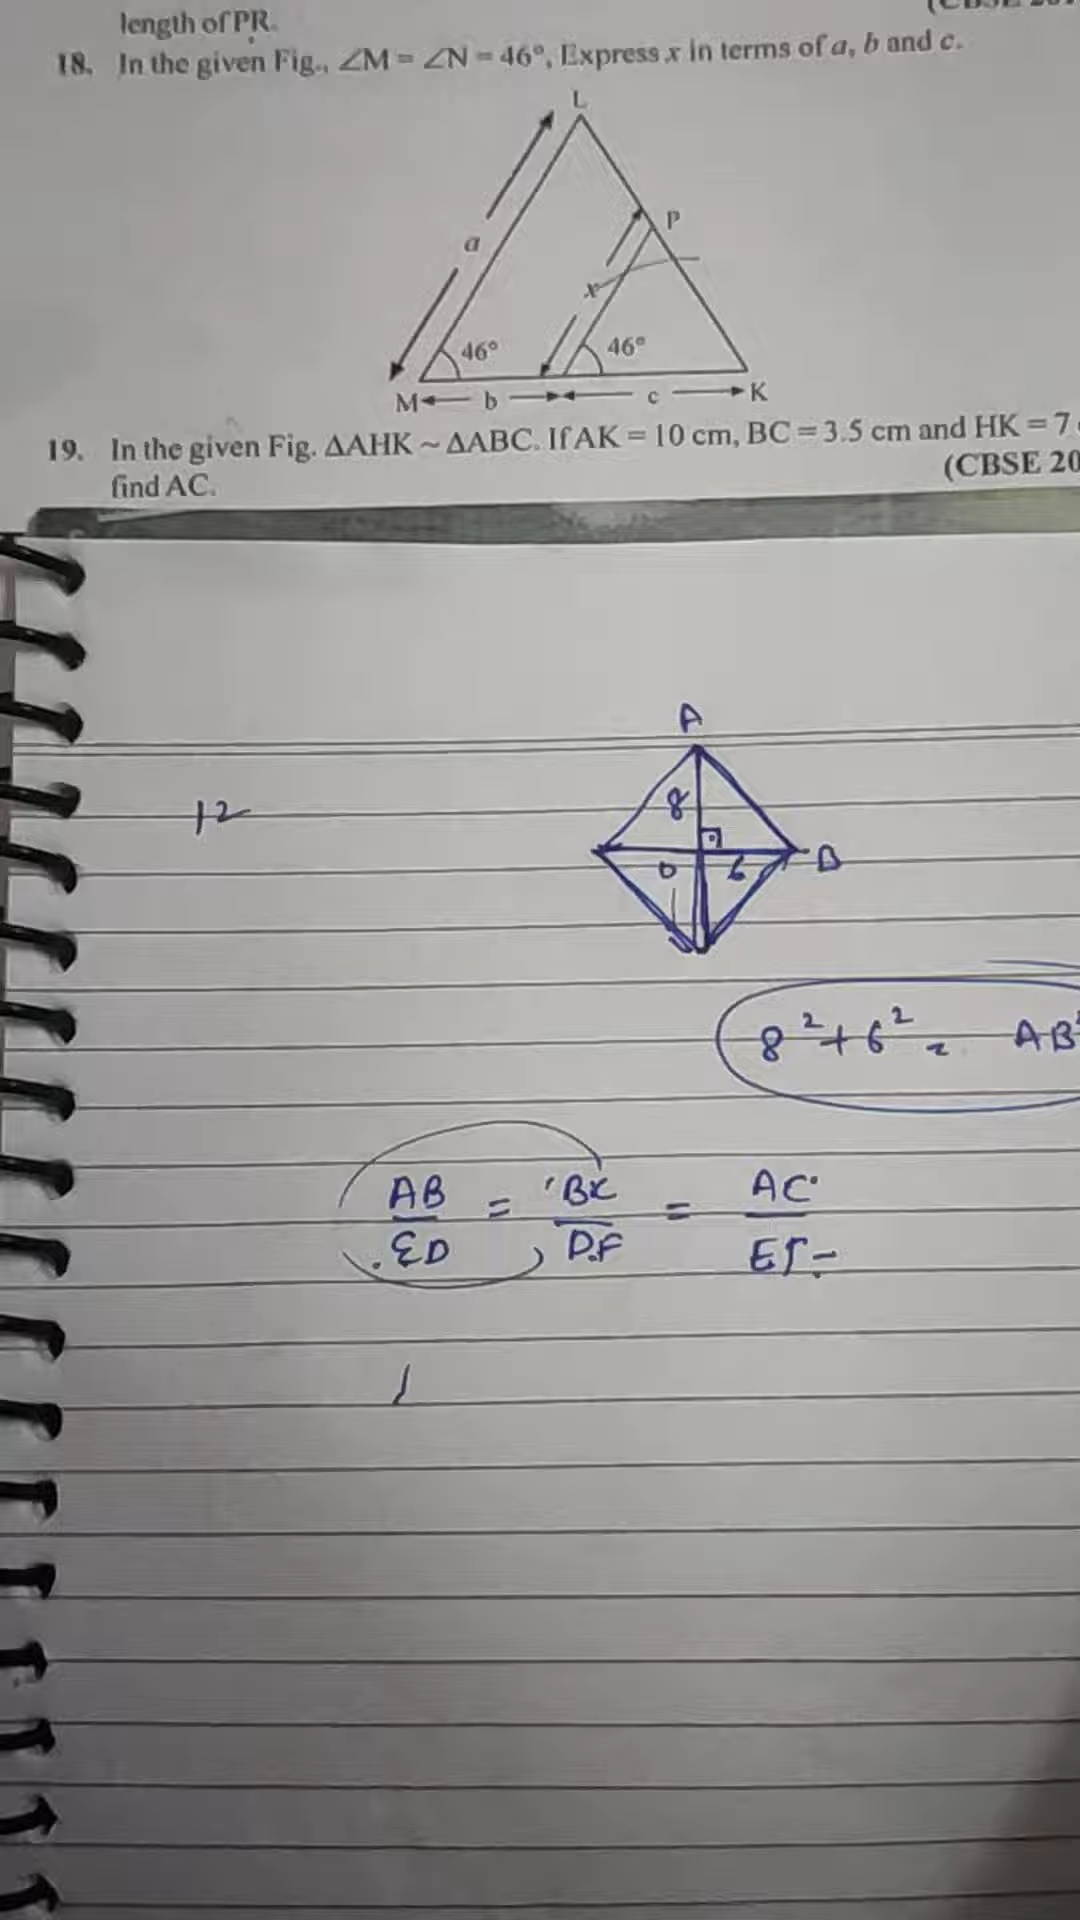 length of PR.
18. In the given Fig., ∠M = ∠N = 46°, Express x in terms of a, b and c.
L
P
a
x
46°
46°
M b c K
19. In the given Fig. ΔAHK ~ ΔABC. If AK = 10 cm, BC = 3.5 cm and HK = 7
find AC.
(CBSE 20
A
12
8
O 6 B
8² + 6² = AB²
AB = BC = AC
ED DF EF